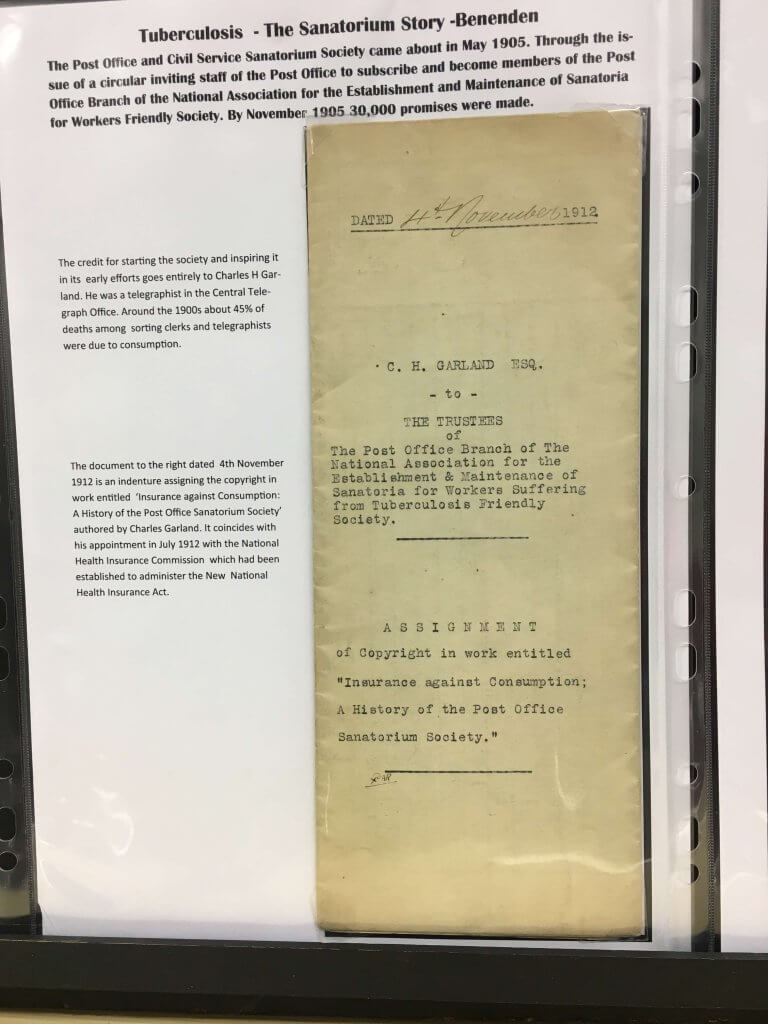 Tuberculosis - The Sanatorium Story -Benenden
The Post Office and Civil Service Sanatorium Society came about in May 1905. Through the is-
sue of a circular inviting staff of the Post Office to subscribe and become members of the Post
Office Branch of the National Association for the Establishment and Maintenance of Sanatoria
for Workers Friendly Society. By November 1905 30,000 promises were made.
The credit for starting the society and inspiring it
in its early efforts goes entirely to Charles H Gar-
land. He was a telegraphist in the Central Tele-
graph Office. Around the 1900s about 45% of
deaths among sorting clerks and telegraphists
were due to consumption.
The document to the right dated 4th November
1912 is an indenture assigning the copyright in
work entitled 'Insurance against Consumption:
A History of the Post Office Sanatorium Society'
authored by Charles Garland. It coincides with
his appointment in July 1912 with the National
Health Insurance Commission which had been
established to administer the New National
Health Insurance Act.
DATED 4th November 1912
C. H. GARLAND ESQ.
- to -
THE TRUSTEES
of
The Post Office Branch of The
National Association for the
Establishment & Maintenance of
Sanatoria for Workers Suffering
from Tuberculosis Friendly
Society.
A S S I G N M E N T
of Copyright in work entitled
"Insurance against Consumption;
A History of the Post Office
Sanatorium Society."